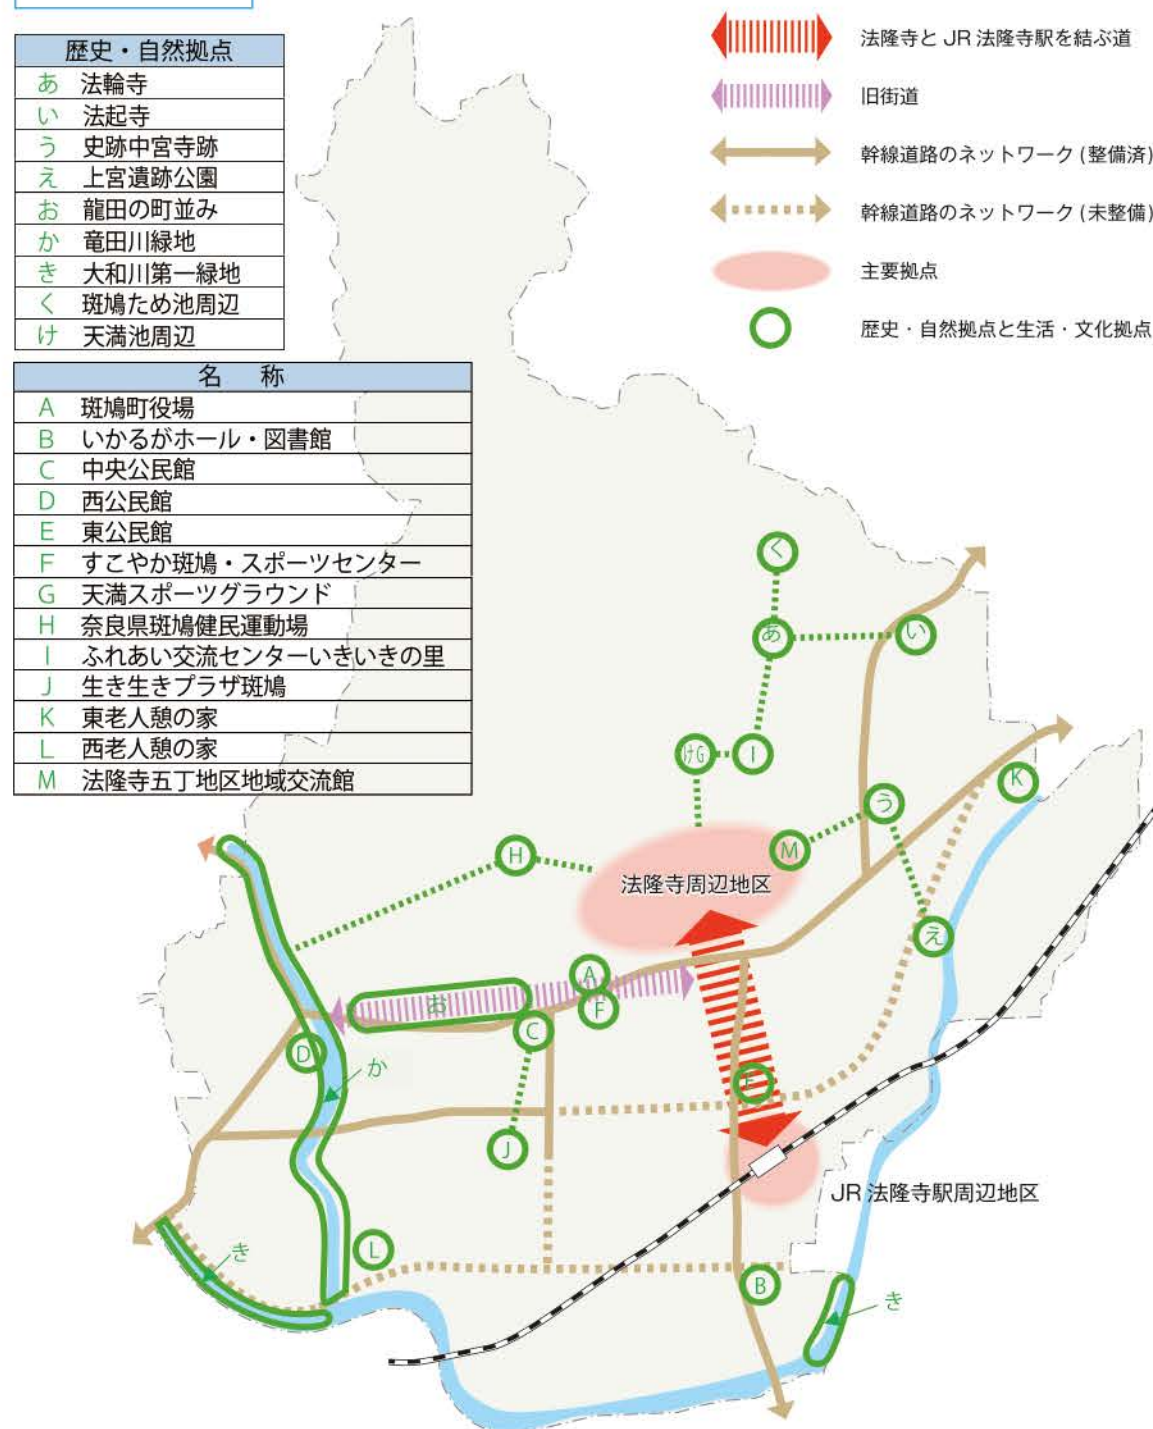 歴史・自然拠点
あ 法輪寺
い 法起寺
う 史跡中宮寺跡
え 上宮遺跡公園
お 龍田の町並み
か 竜田川緑地
き 大和川第一緑地
く 斑鳩ため池周辺
け 天満池周辺
名 称
A 斑鳩町役場
B いかるがホール・図書館
C 中央公民館
D 西公民館
E 東公民館
F すこやか斑鳩・スポーツセンター
G 天満スポーツグラウンド
H 奈良県斑鳩健民運動場
I ふれあい交流センターいきいきの里
J 生き生きプラザ斑鳩
K 東老人憩の家
L 西老人憩の家
M 法隆寺五丁地区地域交流館
法隆寺とJR法隆寺駅を結ぶ道
旧街道
幹線道路のネットワーク(整備済)
幹線道路のネットワーク(未整備)
主要拠点
歴史・自然拠点と生活・文化拠点
く
あ
い
けG
I
K
う
M
H
法隆寺周辺地区
え
A
お
F
C
D
か
E
J
JR法隆寺駅周辺地区
L
き
B
き